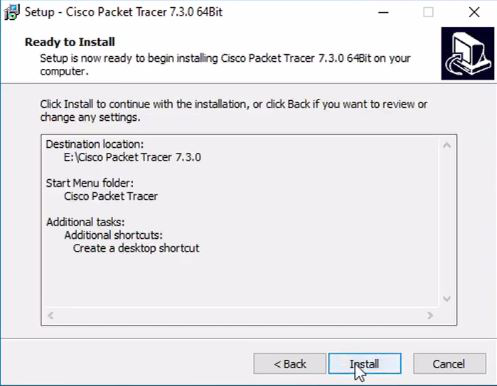 Setup - Cisco Packet Tracer 7.3.0 64Bit
Ready to Install
Setup is now ready to begin installing Cisco Packet Tracer 7.3.0 64Bit on your
computer.
Click Install to continue with the installation, or click Back if you want to review or
change any settings.
Destination location:
E:\Cisco Packet Tracer 7.3.0
Start Menu folder:
Cisco Packet Tracer
Additional tasks:
Additional shortcuts:
Create a desktop shortcut
< Back
Install
Cancel